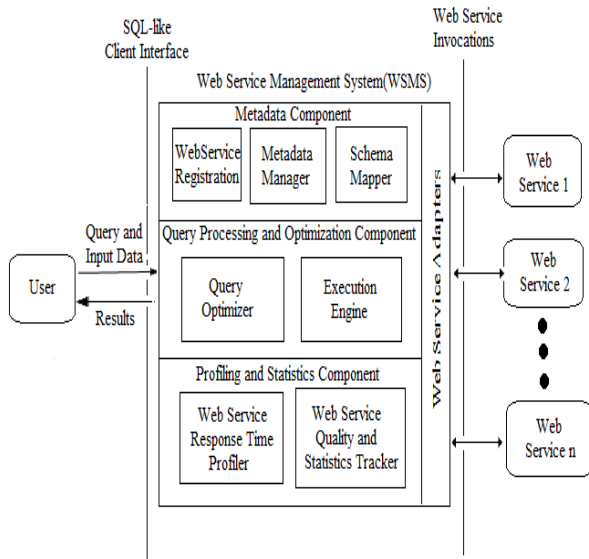 SQL-like
Client Interface
Web Service
Invocations
Web Service Management System(WSMS)
Metadata Component
WebService
Registration
Metadata
Manager
Schema
Mapper
Query Processing and Optimization Component
Query
Optimizer
Execution
Engine
Profiling and Statistics Component
Web Service
Response Time
Profiler
Web Service
Quality and
Statistics Tracker
Web Service Adapters
User
Query and
Input Data
Results
Web
Service 1
Web
Service 2
Web
Service n